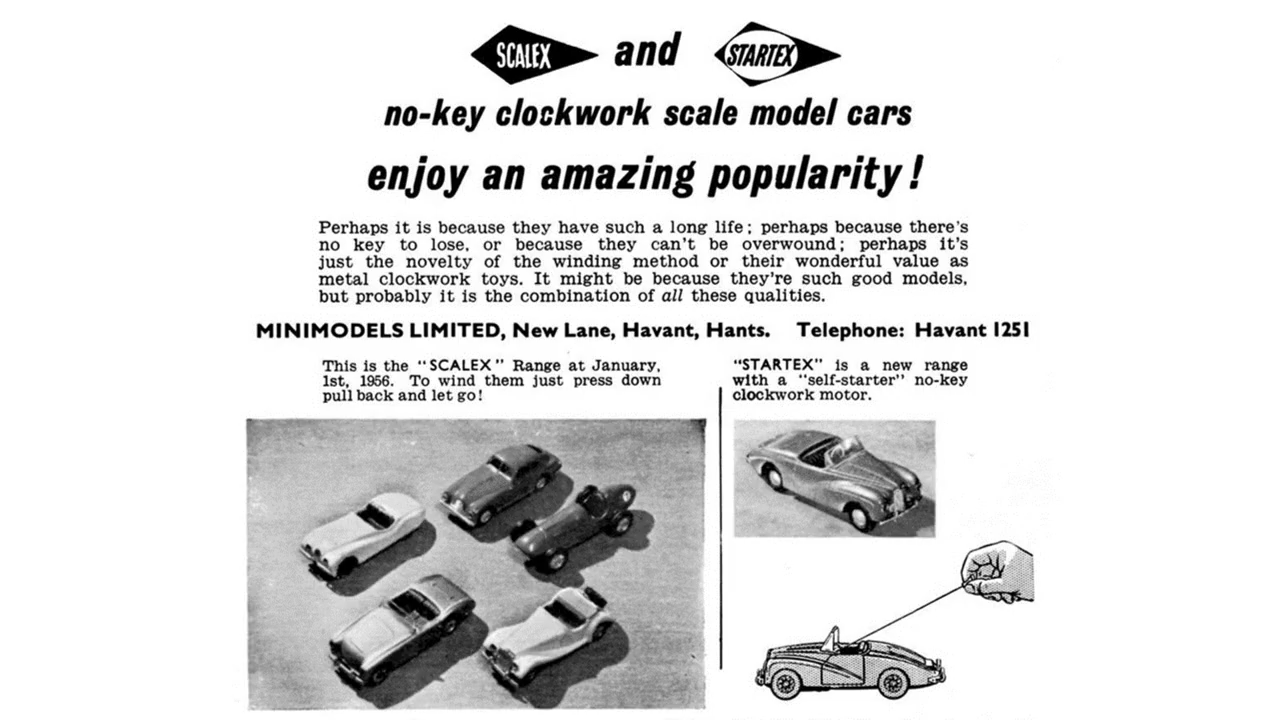 SCALEX and STARTEX
no-key clockwork scale model cars
enjoy an amazing popularity!
Perhaps it is because they have such a long life; perhaps because there's
no key to lose, or because they can't be overwound; perhaps it's
just the novelty of the winding method or their wonderful value as
metal clockwork toys. It might be because they're such good models,
but probably it is the combination of all these qualities.
MINIMODELS LIMITED, New Lane, Havant, Hants. Telephone: Havant 1251
This is the "SCALEX" Range at January,
1st, 1956. To wind them just press down
pull back and let go!
"STARTEX" is a new range
with a "self-starter" no-key
clockwork motor.